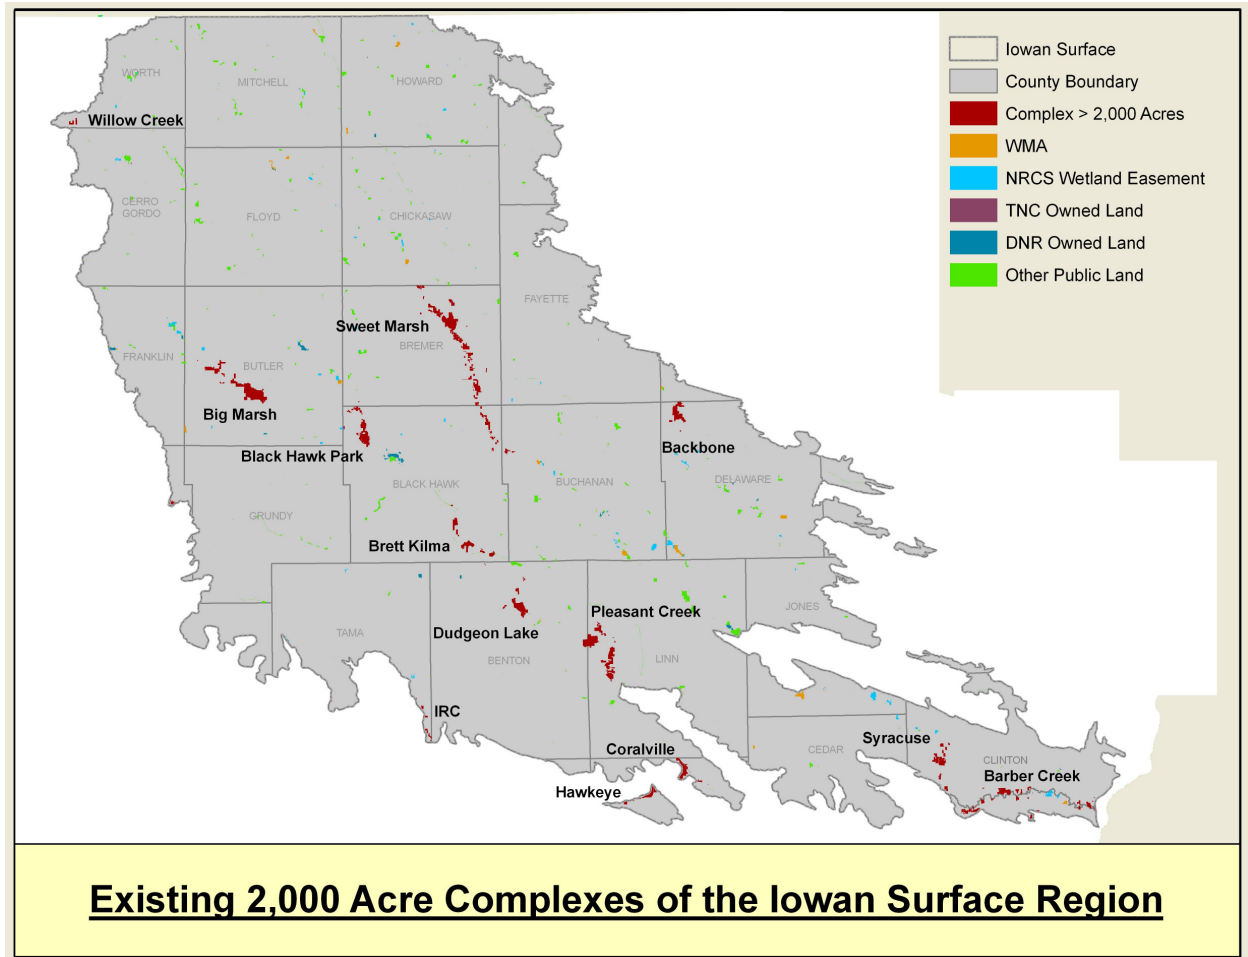 Iowan Surface
County Boundary
Complex > 2,000 Acres
WMA
NRCS Wetland Easement
TNC Owned Land
DNR Owned Land
Other Public Land
WORTH
MITCHELL
HOWARD
Willow Creek
CERRO
GORDO
FLOYD
CHICKASAW
FAYETTE
Sweet Marsh
BREMER
FRANKLIN
BUTLER
Big Marsh
Black Hawk Park
Backbone
BLACK HAWK
BUCHANAN
DELAWARE
GRUNDY
Brett Kilma
Pleasant Creek
JONES
TAMA
Dudgeon Lake
BENTON
LINN
IRC
Coralville
CEDAR
Syracuse
CLINTON
Barber Creek
Hawkeye
Existing 2,000 Acre Complexes of the Iowan Surface Region